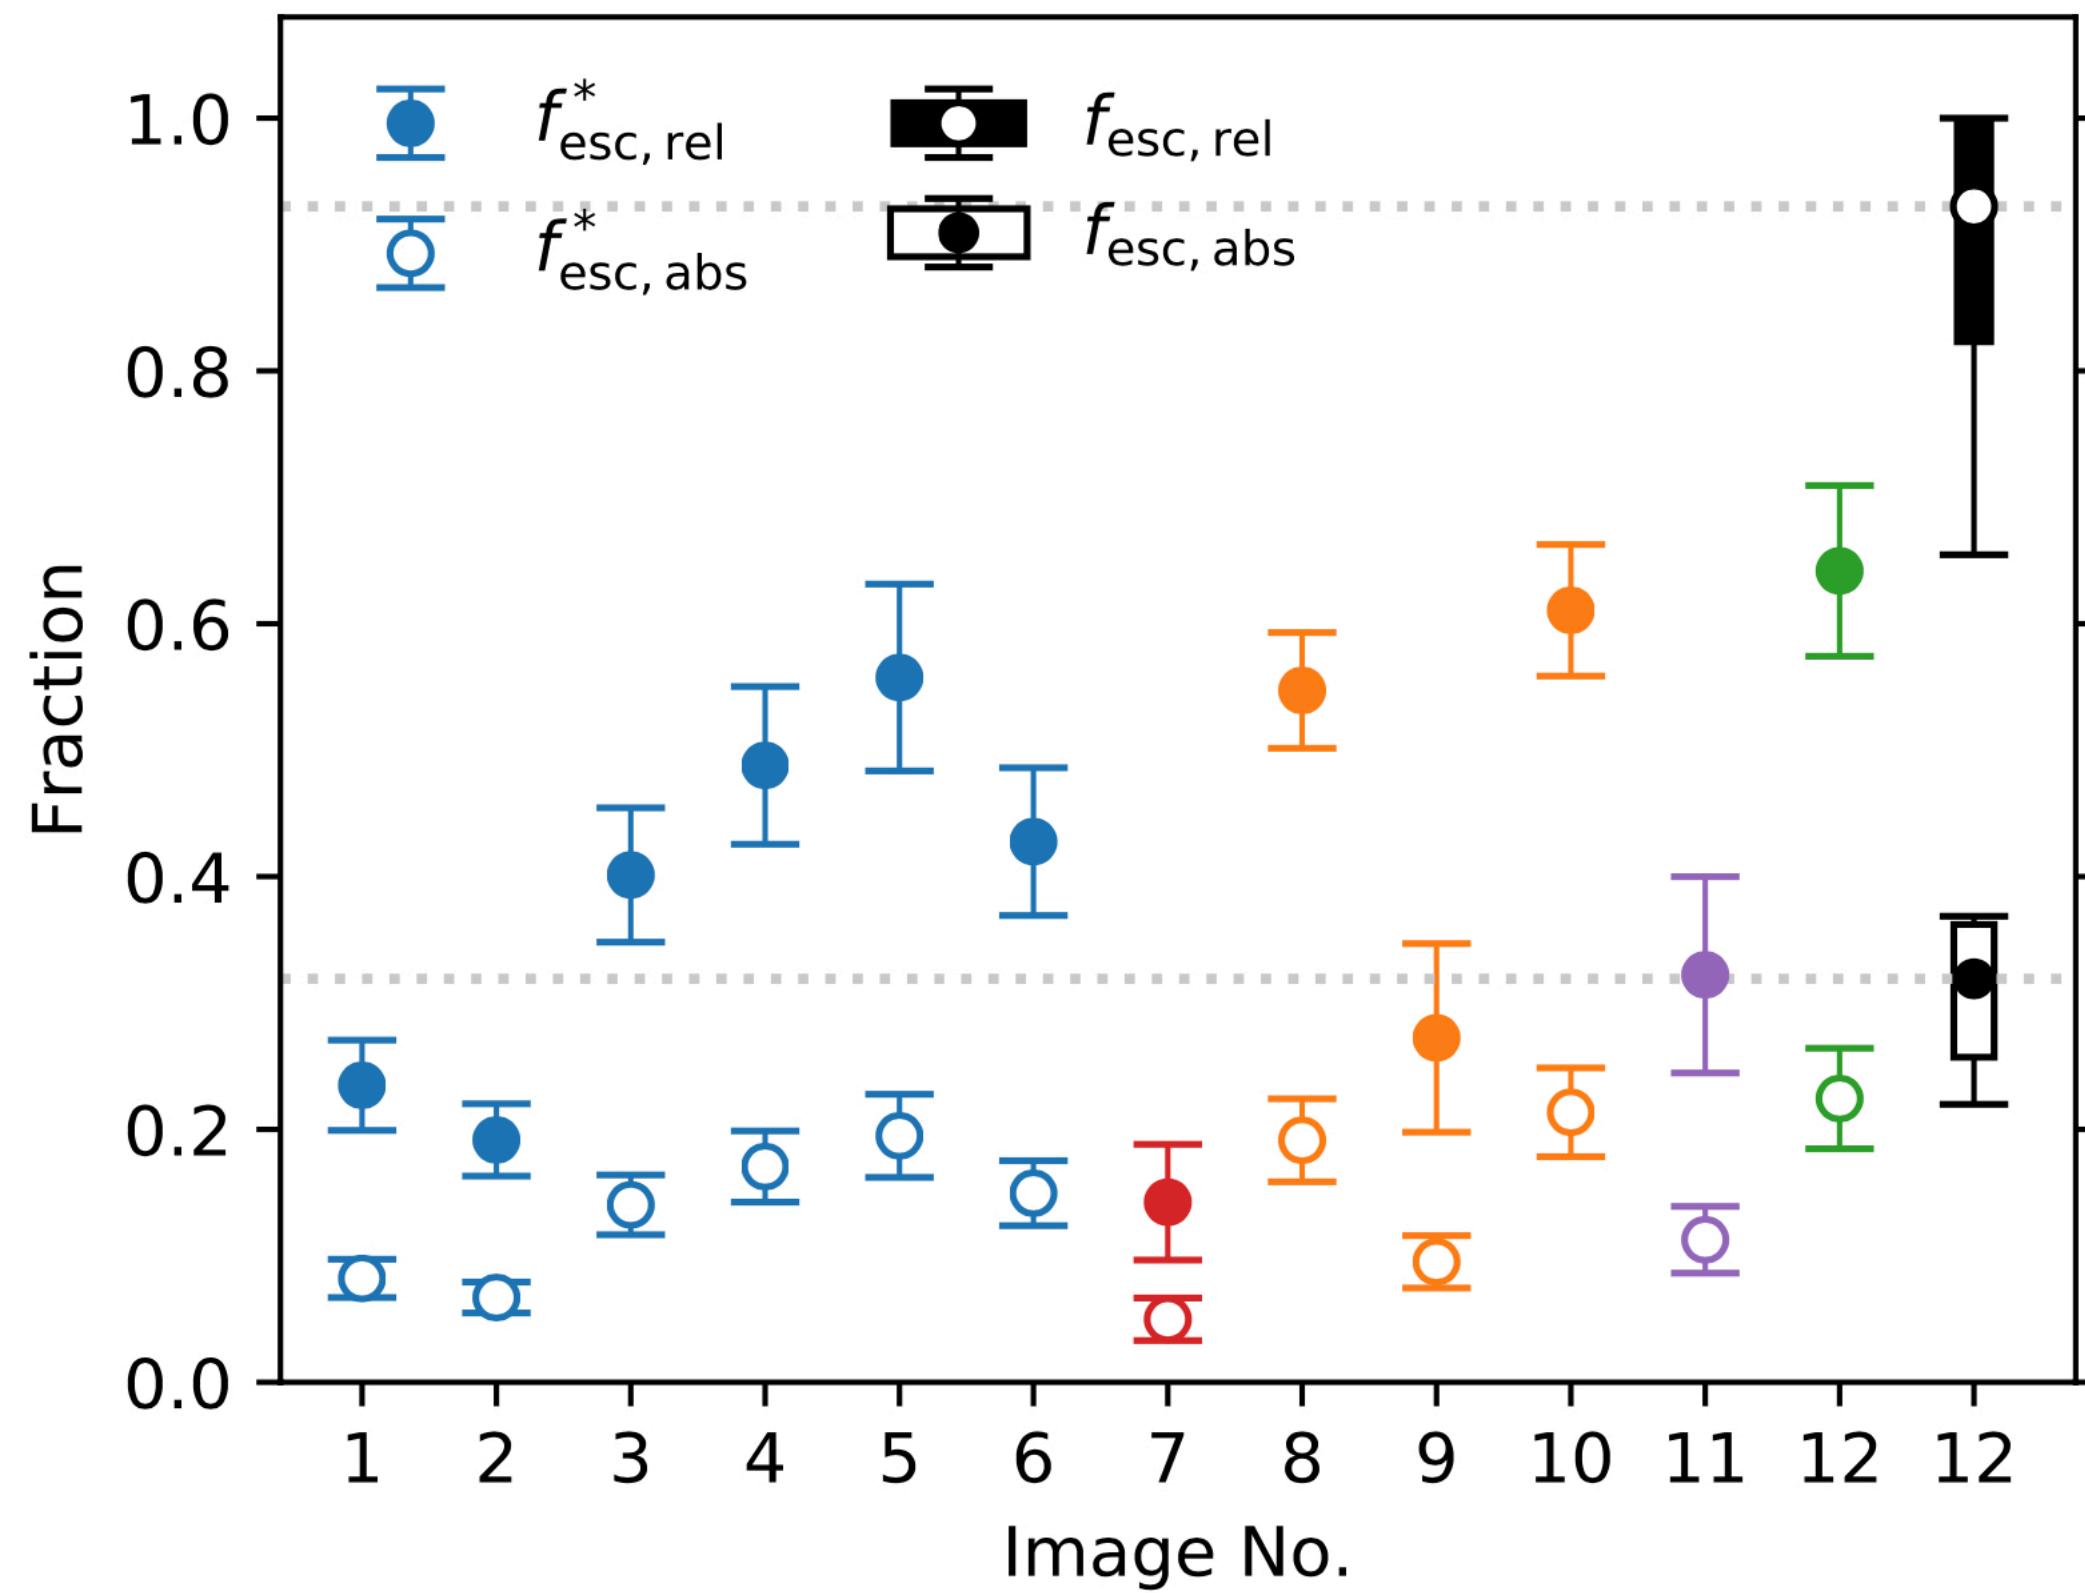 f*esc, rel
f*esc, abs
fesc, rel
fesc, abs
Fraction
1.0
0.8
0.6
0.4
0.2
0.0
1 2 3 4 5 6 7 8 9 10 11 12 12
Image No.